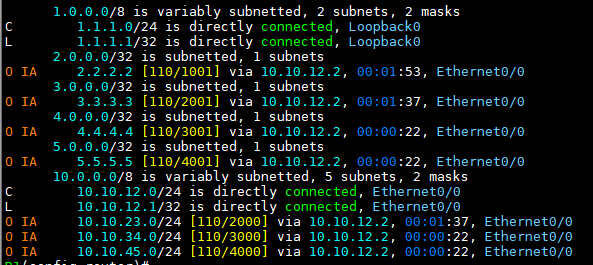 1.0.0.0/8 is variably subnetted, 2 subnets, 2 masks
C 1.1.1.0/24 is directly connected, Loopback0
L 1.1.1.1/32 is directly connected, Loopback0
2.0.0.0/32 is subnetted, 1 subnets
O IA 2.2.2.2 [110/1001] via 10.10.12.2, 00:01:53, Ethernet0/0
3.0.0.0/32 is subnetted, 1 subnets
O IA 3.3.3.3 [110/2001] via 10.10.12.2, 00:01:37, Ethernet0/0
4.0.0.0/32 is subnetted, 1 subnets
O IA 4.4.4.4 [110/3001] via 10.10.12.2, 00:00:22, Ethernet0/0
5.0.0.0/32 is subnetted, 1 subnets
O IA 5.5.5.5 [110/4001] via 10.10.12.2, 00:00:22, Ethernet0/0
10.0.0.0/8 is variably subnetted, 5 subnets, 2 masks
C 10.10.12.0/24 is directly connected, Ethernet0/0
L 10.10.12.1/32 is directly connected, Ethernet0/0
O IA 10.10.23.0/24 [110/2000] via 10.10.12.2, 00:01:37, Ethernet0/0
O IA 10.10.34.0/24 [110/3000] via 10.10.12.2, 00:00:22, Ethernet0/0
O IA 10.10.45.0/24 [110/4000] via 10.10.12.2, 00:00:22, Ethernet0/0
R1(config-router)#